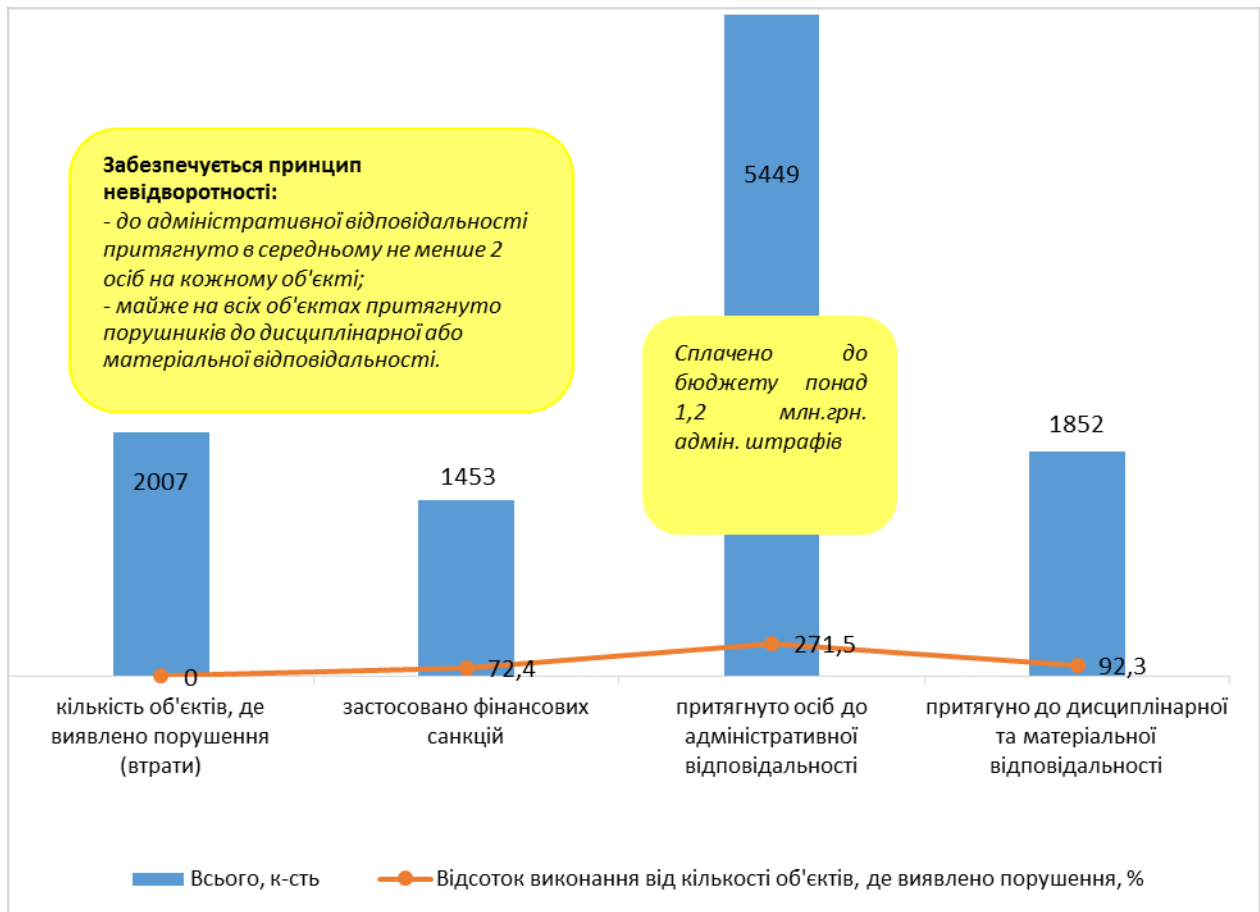 Забезпечується принцип
невідворотності:
- до адміністративної відповідальності
притягнуто в середньому не менше 2
осіб на кожному об'єкті;
- майже на всіх об'єктах притягнуто
порушників до дисциплінарної або
матеріальної відповідальності.
5449
Сплачено до
бюджету понад
1,2 млн.грн.
адмін. штрафів
2007
1453
1852
0
72,4
271,5
92,3
кількість об'єктів, де
виявлено порушення
(втрати)
застосовано фінансових
санкцій
притягнуто осіб до
адміністративної
відповідальності
притягуно до дисциплінарної
та матеріальної
відповідальності
Всього, к-сть
Відсоток виконання від кількості об'єктів, де виявлено порушення, %